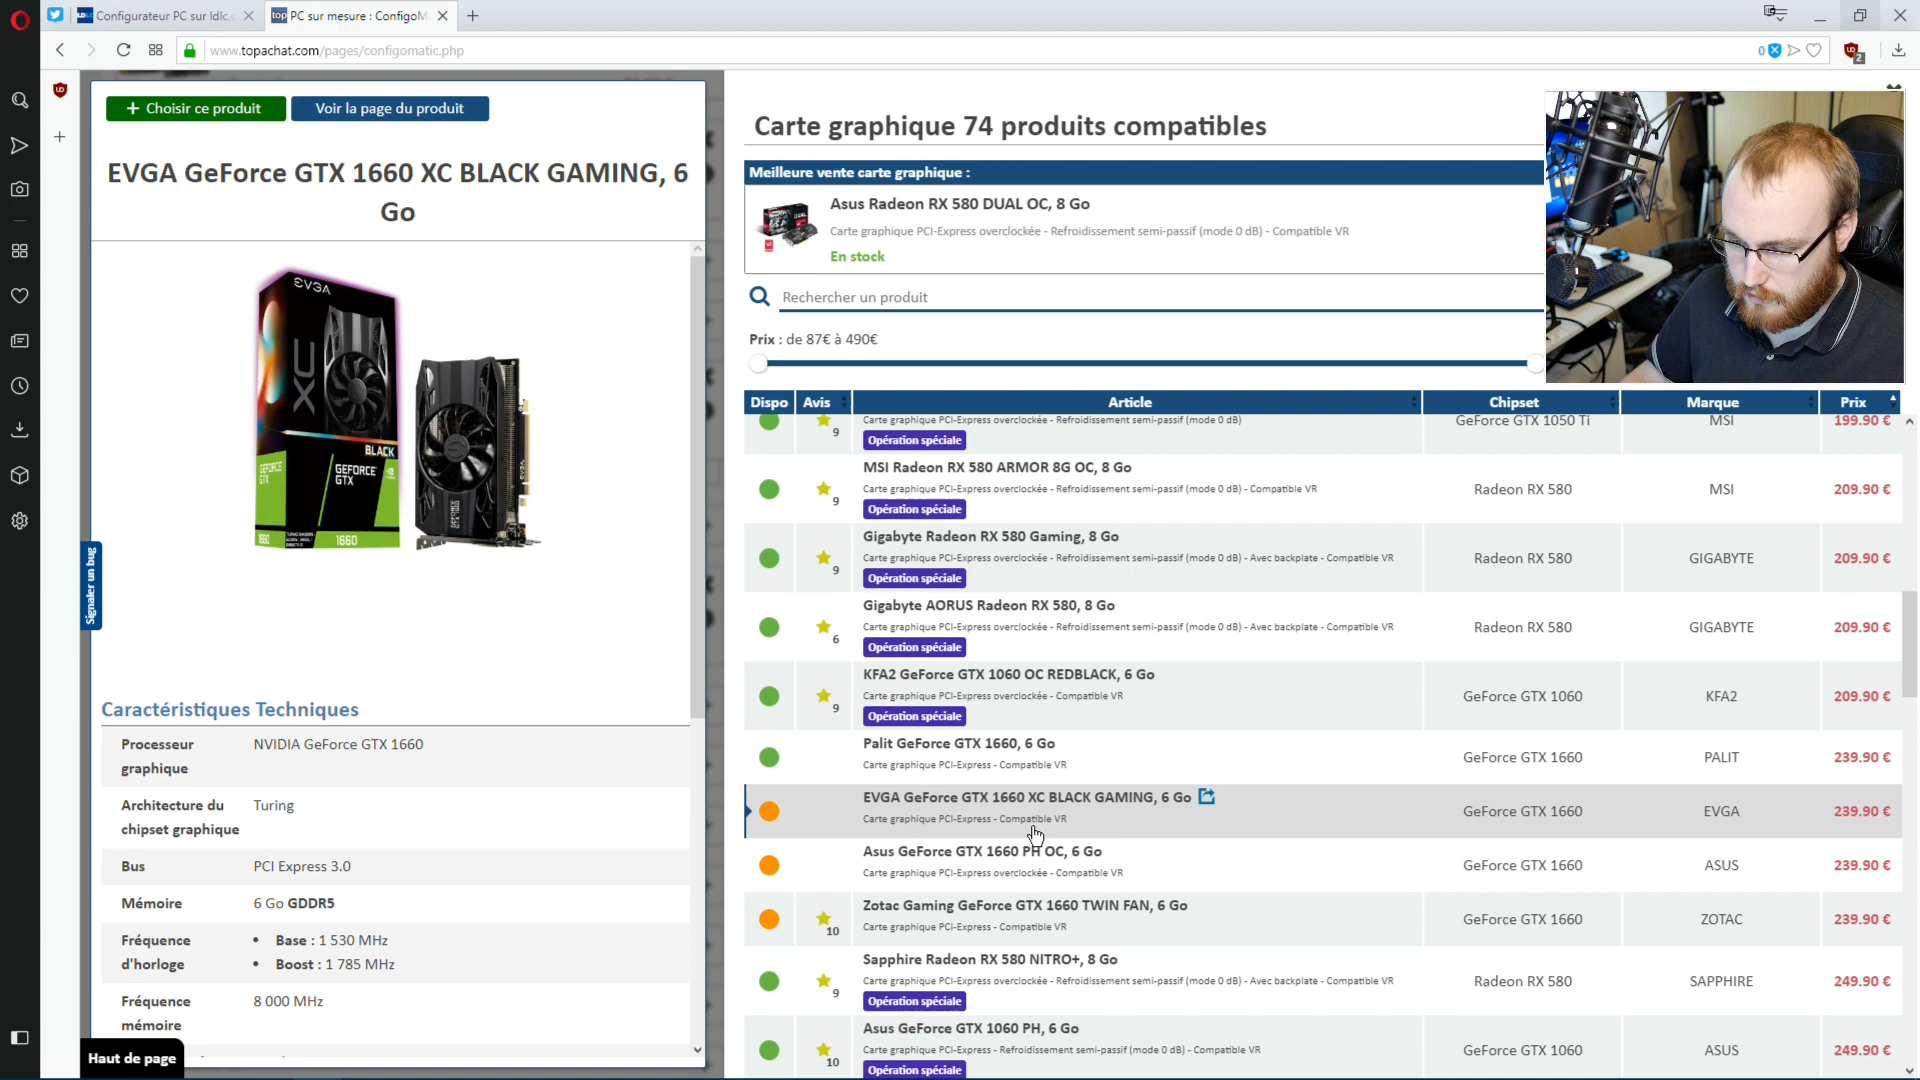 Configurateur PC sur ldlc.c
PC sur mesure : ConfigoM
www.topachat.com/pages/configomatic.php
0
2
+ Choisir ce produit
Voir la page du produit
EVGA GeForce GTX 1660 XC BLACK GAMING, 6
Go
EVGA
XC
BLACK
GEFORCE
GTX
GEFORCE
GTX
1660
1660
Signaler un bug
Caractéristiques Techniques
Processeur
graphique
NVIDIA GeForce GTX 1660
Architecture du
chipset graphique
Turing
Bus
PCI Express 3.0
Mémoire
6 Go GDDR5
Fréquence
d'horloge
• Base : 1 530 MHz
• Boost : 1 785 MHz
Fréquence
mémoire
8 000 MHz
Haut de page
Carte graphique 74 produits compatibles
Meilleure vente carte graphique :
Asus Radeon RX 580 DUAL OC, 8 Go
Carte graphique PCI-Express overclockée - Refroidissement semi-passif (mode 0 dB) - Compatible VR
En stock
Rechercher un produit
Prix : de 87€ à 490€
Dispo Avis Article Chipset Marque Prix
9 Carte graphique PCI-Express overclockée - Refroidissement semi-passif (mode 0 dB) GeForce GTX 1050 Ti MSI 199.90 €
Opération spéciale
MSI Radeon RX 580 ARMOR 8G OC, 8 Go
9 Carte graphique PCI-Express overclockée - Refroidissement semi-passif (mode 0 dB) - Compatible VR Radeon RX 580 MSI 209.90 €
Opération spéciale
Gigabyte Radeon RX 580 Gaming, 8 Go
9 Carte graphique PCI-Express overclockée - Refroidissement semi-passif (mode 0 dB) - Avec backplate - Compatible VR Radeon RX 580 GIGABYTE 209.90 €
Opération spéciale
Gigabyte AORUS Radeon RX 580, 8 Go
6 Carte graphique PCI-Express overclockée - Refroidissement semi-passif (mode 0 dB) - Avec backplate - Compatible VR Radeon RX 580 GIGABYTE 209.90 €
Opération spéciale
KFA2 GeForce GTX 1060 OC REDBLACK, 6 Go
9 Carte graphique PCI-Express overclockée - Compatible VR GeForce GTX 1060 KFA2 209.90 €
Opération spéciale
Palit GeForce GTX 1660, 6 Go
Carte graphique PCI-Express - Compatible VR GeForce GTX 1660 PALIT 239.90 €
EVGA GeForce GTX 1660 XC BLACK GAMING, 6 Go
Carte graphique PCI-Express - Compatible VR GeForce GTX 1660 EVGA 239.90 €
Asus GeForce GTX 1660 PH OC, 6 Go
Carte graphique PCI-Express overclockée - Compatible VR GeForce GTX 1660 ASUS 239.90 €
Zotac Gaming GeForce GTX 1660 TWIN FAN, 6 Go
10 Carte graphique PCI-Express - Compatible VR GeForce GTX 1660 ZOTAC 239.90 €
Sapphire Radeon RX 580 NITRO+, 8 Go
9 Carte graphique PCI-Express overclockée - Refroidissement semi-passif (mode 0 dB) - Avec backplate - Compatible VR Radeon RX 580 SAPPHIRE 249.90 €
Opération spéciale
Asus GeForce GTX 1060 PH, 6 Go
10 Carte graphique PCI-Express - Refroidissement semi-passif (mode 0 dB) - Compatible VR GeForce GTX 1060 ASUS 249.90 €
Opération spéciale